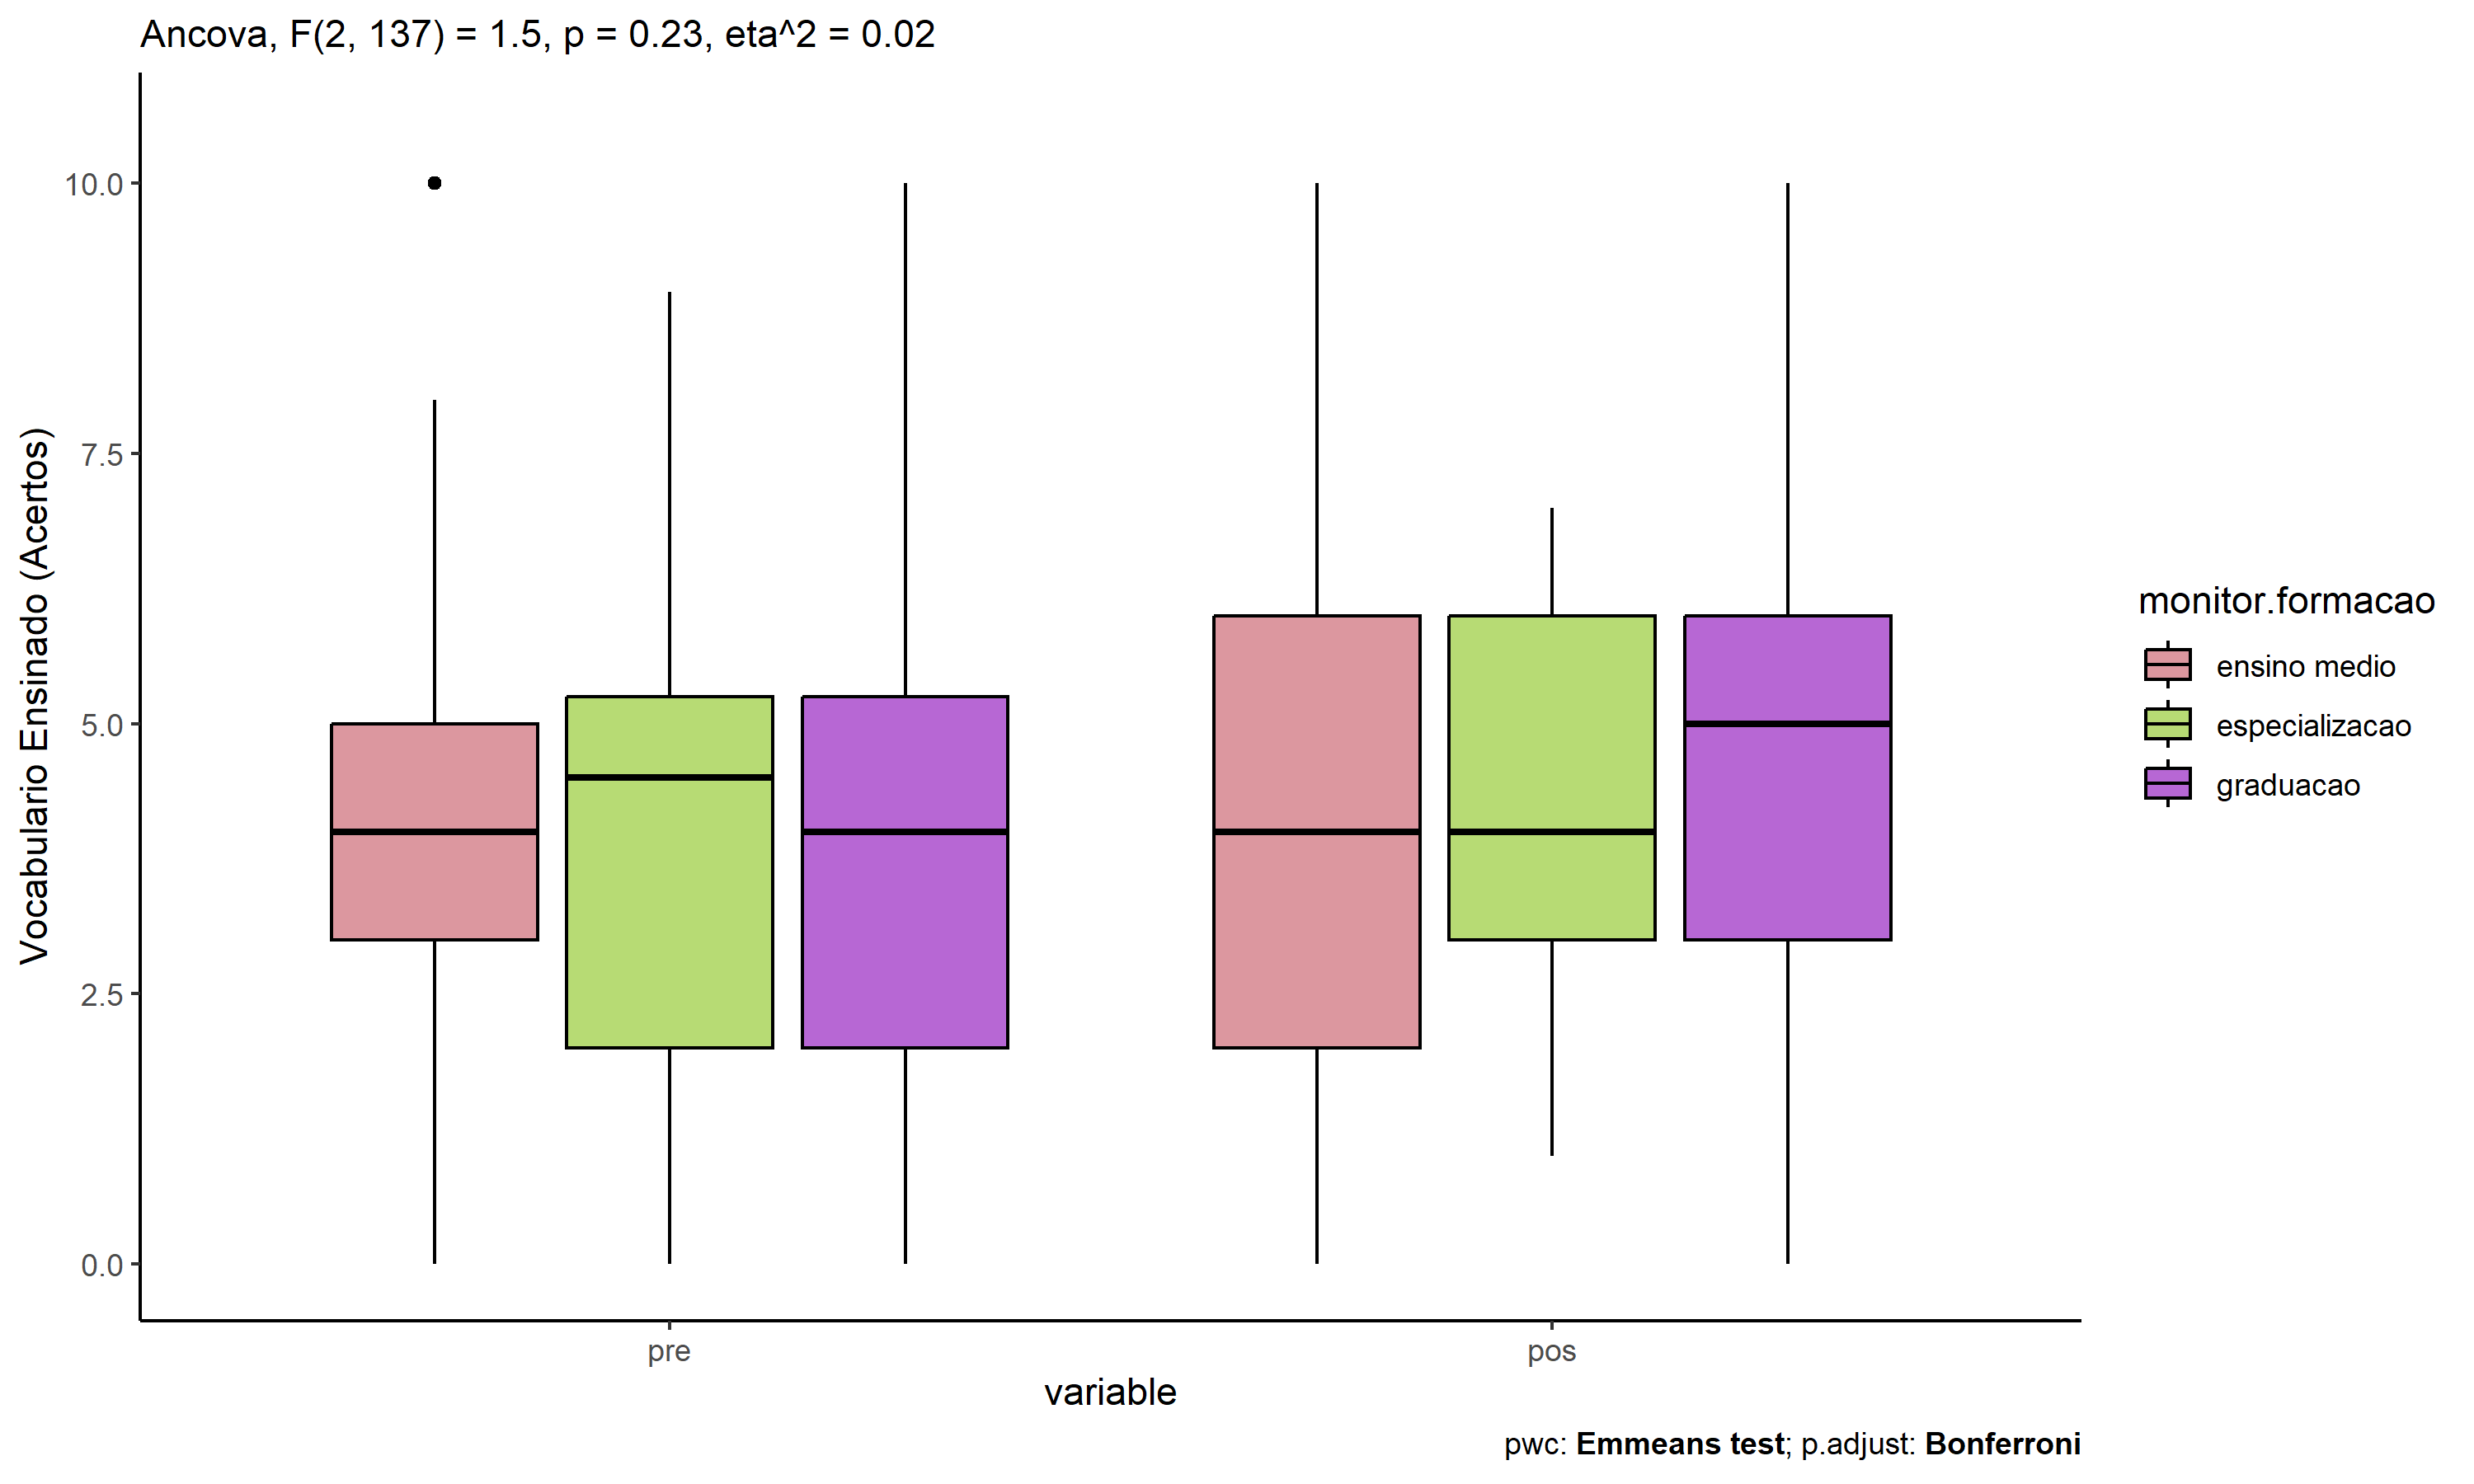 Ancova, F(2, 137) = 1.5, p = 0.23, eta^2 = 0.02
Vocabulario Ensinado (Acertos)
10.0
7.5
5.0
2.5
0.0
pre
pos
variable
monitor.formacao
ensino medio
especializacao
graduacao
pwc: Emmeans test; p.adjust: Bonferroni